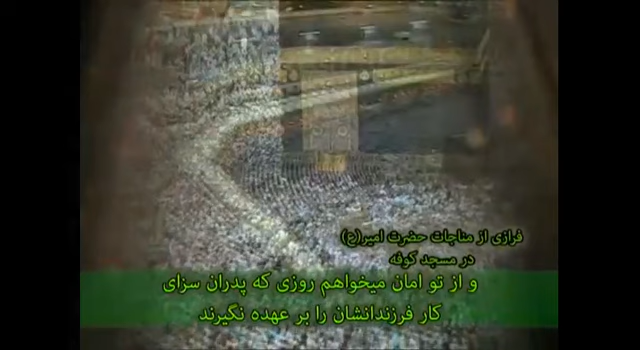 فرازی از مناجات حضرت امیر(ع)
در مسجد کوفه
و از تو امان میخواهم روزی که پدران سزای
کار فرزندانشان را بر عهده نگیرند